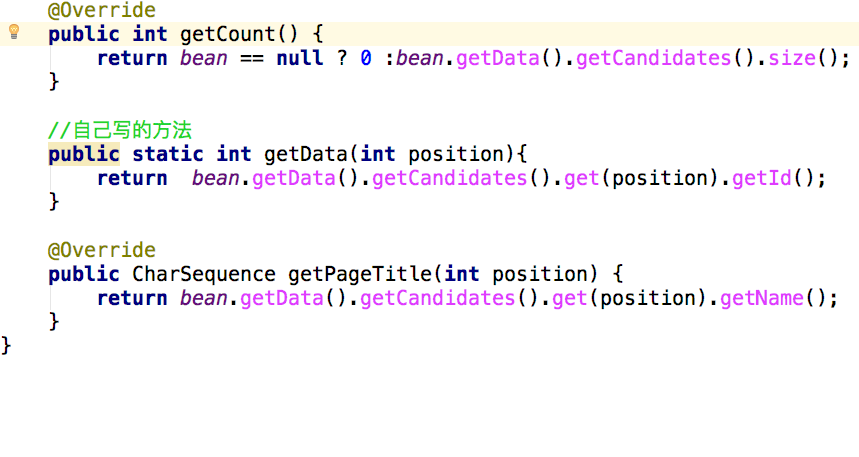 @Override
public int getCount() {
return bean == null ? 0 :bean.getData().getCandidates().size();
}
//自己写的方法
public static int getData(int position){
return  bean.getData().getCandidates().get(position).getId();
}
@Override
public CharSequence getPageTitle(int position) {
return bean.getData().getCandidates().get(position).getName();
}
}